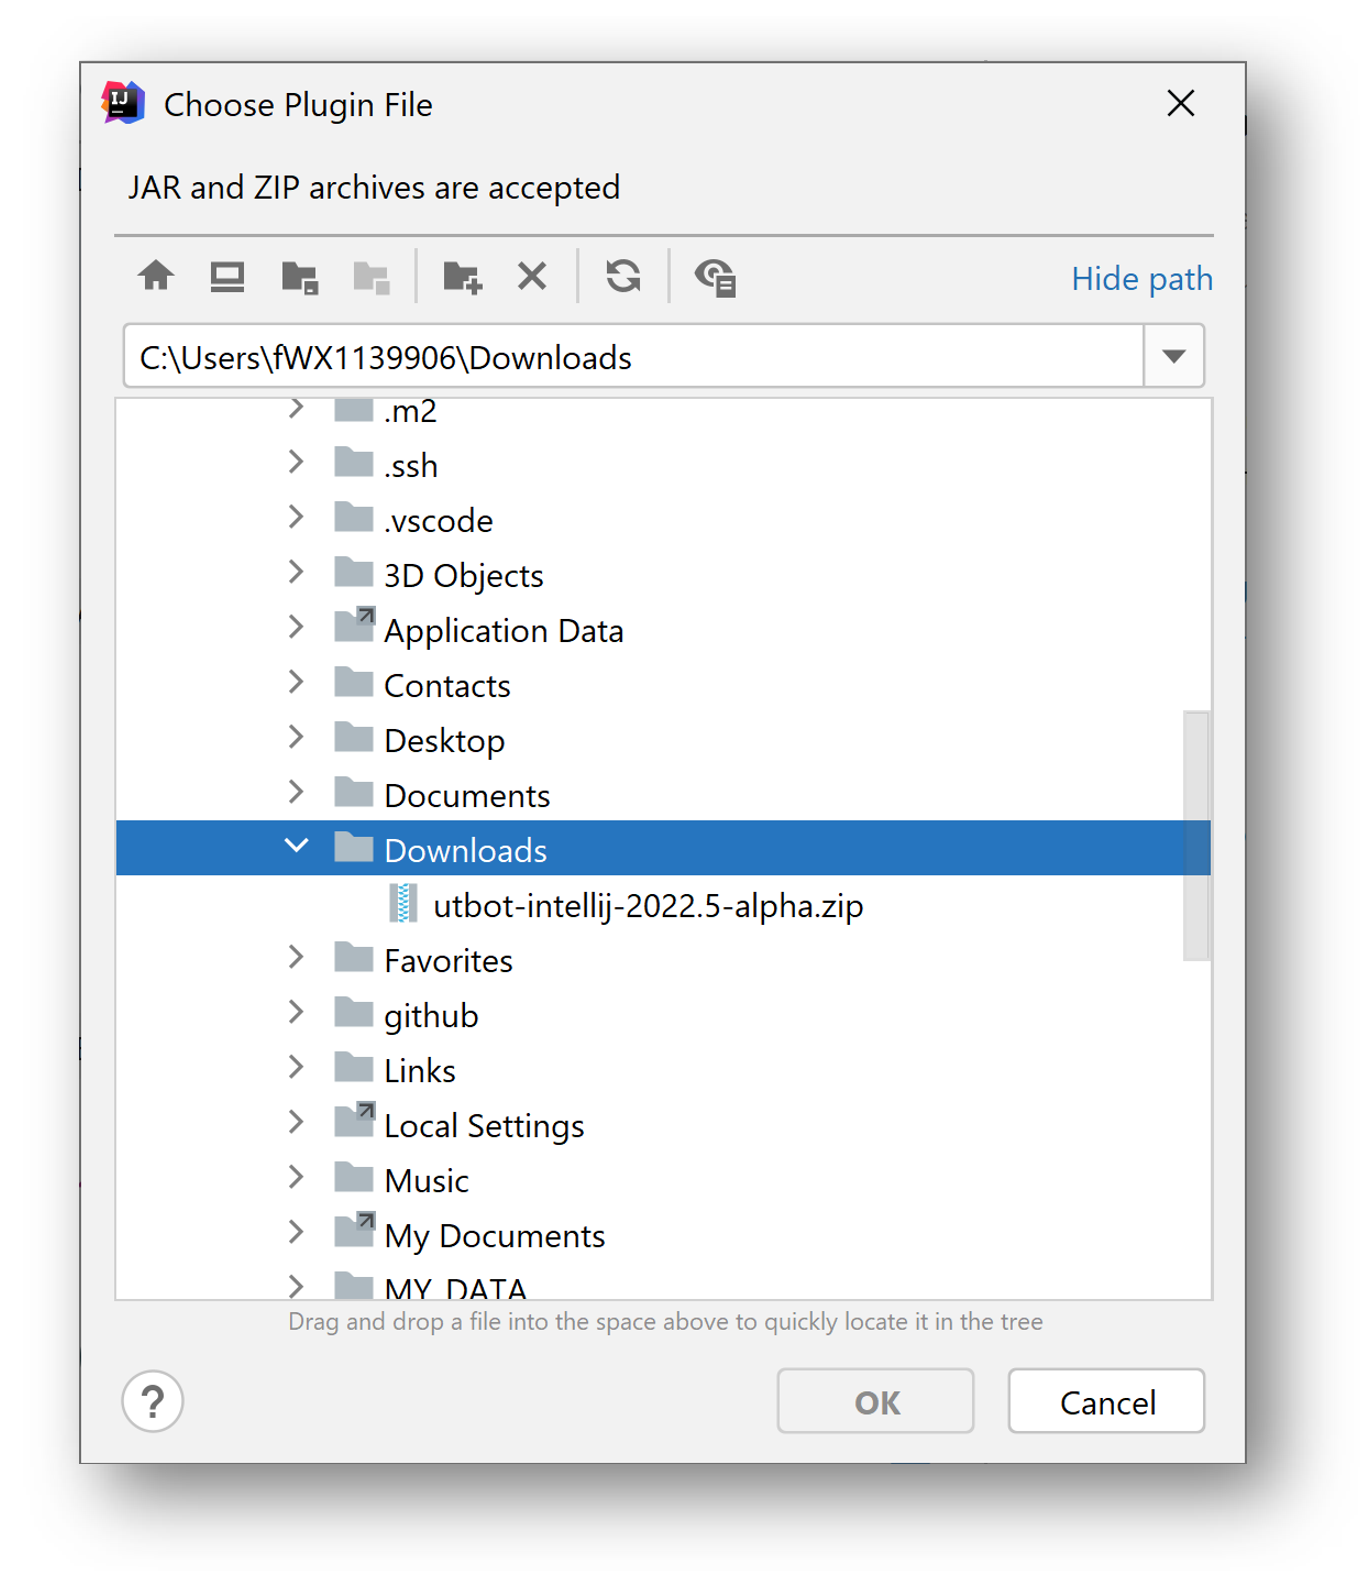 IJ
Choose Plugin File
JAR and ZIP archives are accepted
Hide path
C:\Users\fWX1139906\Downloads
.m2
.ssh
.vscode
3D Objects
Application Data
Contacts
Desktop
Documents
Downloads
utbot-intellij-2022.5-alpha.zip
Favorites
github
Links
Local Settings
Music
My Documents
MY_DATA
Drag and drop a file into the space above to quickly locate it in the tree
?
OK
Cancel